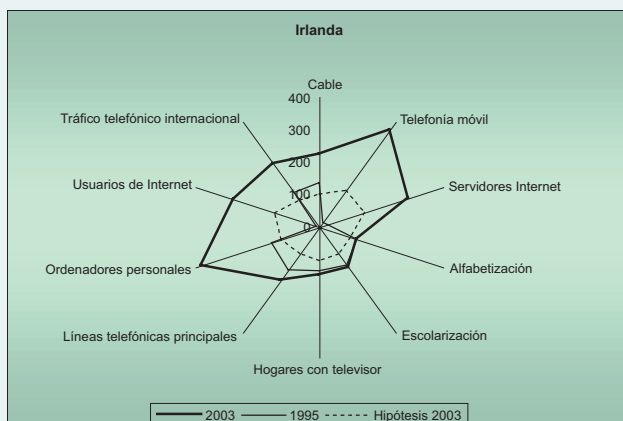 Irlanda
Cable
400
Tráfico telefónico internacional
Telefonía móvil
300
200
Usuarios de Internet
Servidores Internet
100
0
Ordenadores personales
Alfabetización
Líneas telefónicas principales
Escolarización
Hogares con televisor
2003 1995 Hipótesis 2003